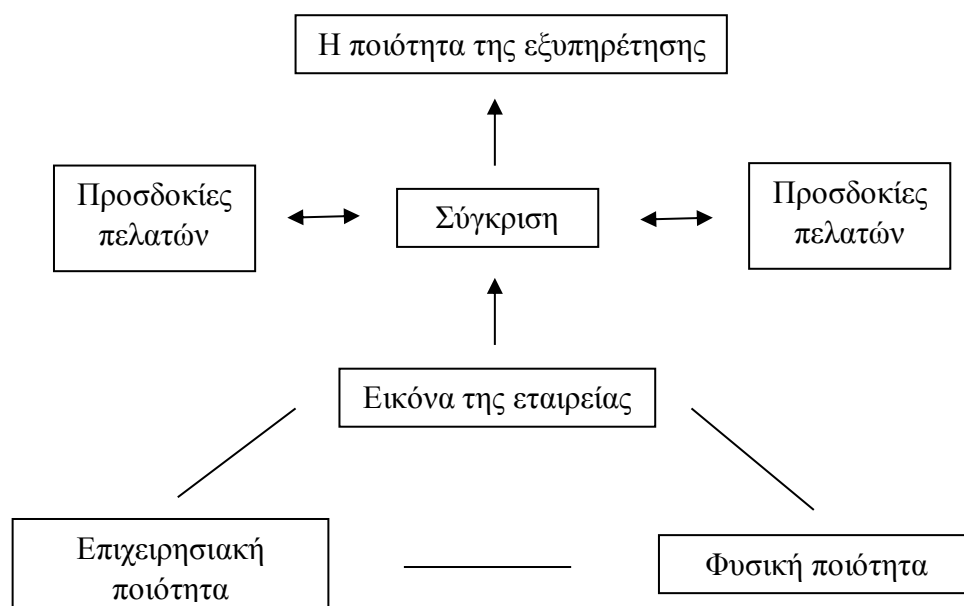 Η ποιότητα της εξυπηρέτησης
Προσδοκίες
πελατών
Σύγκριση
Προσδοκίες
πελατών
Εικόνα της εταιρείας
Επιχειρησιακή
ποιότητα
Φυσική ποιότητα